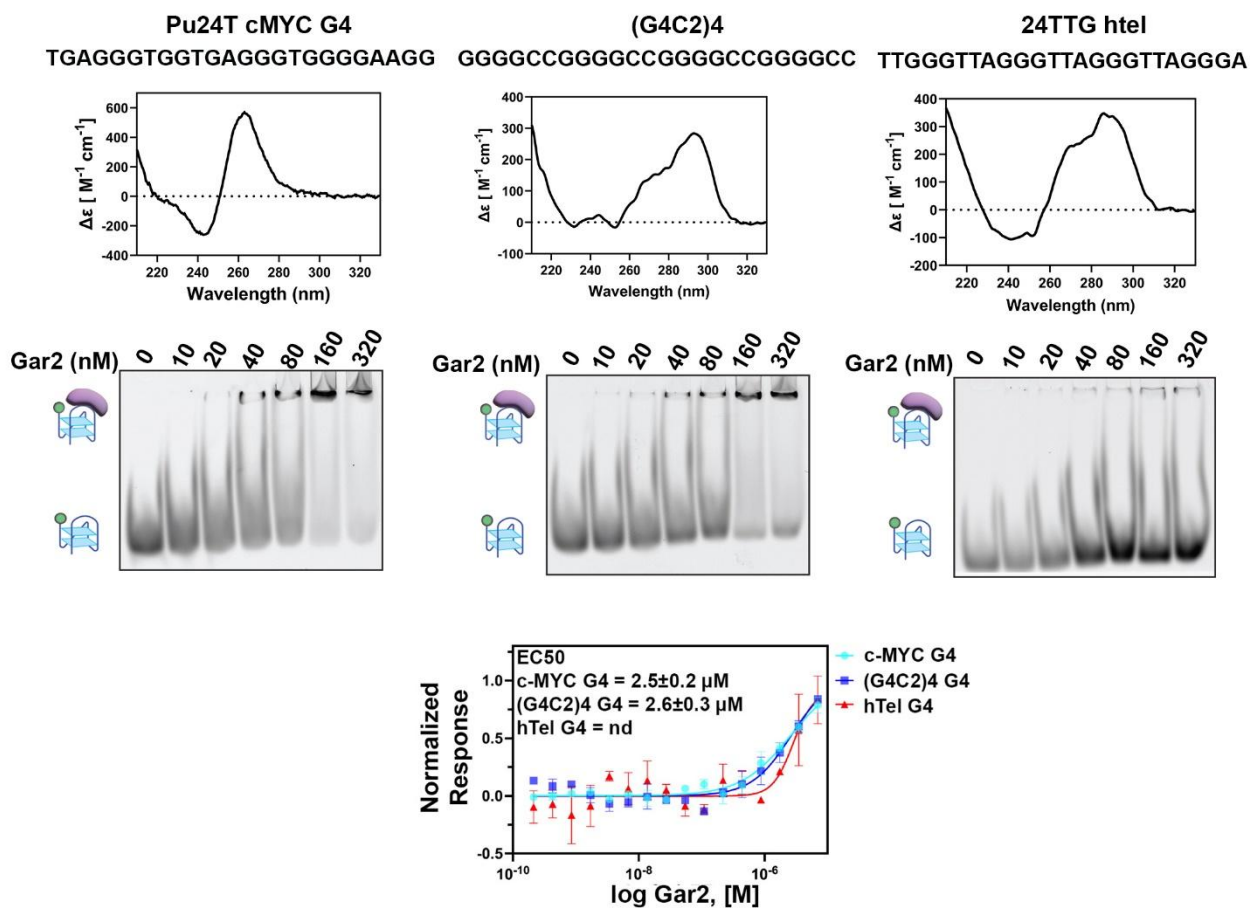 Pu24T cMYC G4
TGAGGGTGGTGAGGGTGGGGAAGG
(G4C2)4
GGGGCCGGGGCCGGGGCCGGGGCC
24TTG htel
TTGGGTTAGGGTTAGGGTTAGGGA
Δε [ M⁻¹ cm⁻¹]
600
400
200
0
-200
-400
220 240 260 280 300 320
Wavelength (nm)
Δε [ M⁻¹ cm⁻¹]
400
300
200
100
0
-100
220 240 260 280 300 320
Wavelength (nm)
Δε [ M⁻¹ cm⁻¹]
400
200
0
-100
-200
220 240 260 280 300 320
Wavelength (nm)
Gar2 (nM) 0 10 20 40 80 160 320
Gar2 (nM) 0 10 20 40 80 160 320
Gar2 (nM) 0 10 20 40 80 160 320
Normalized
Response
1.0
0.5
0.0
-0.5
EC50
c-MYC G4 = 2.5±0.2 μM
(G4C2)4 G4 = 2.6±0.3 μM
hTel G4 = nd
c-MYC G4
(G4C2)4 G4
hTel G4
10⁻¹⁰ 10⁻⁸ 10⁻⁶
log Gar2, [M]